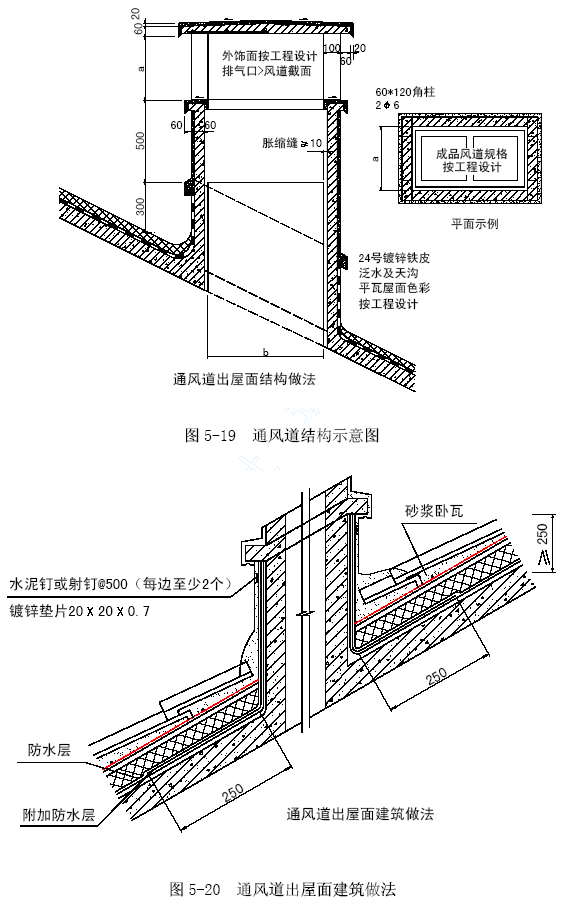 20
60
a
500
300
外饰面按工程设计
排气口>风道截面
100
20
60
60
60
胀缩缝≥10
60*120角柱
2φ6
a
成品风道规格
按工程设计
平面示例
24号镀锌铁皮
泛水及天沟
平瓦屋面色彩
按工程设计
b
通风道出屋面结构做法
图 5-19 通风道结构示意图
砂浆卧瓦
≥250
水泥钉或射钉@500（每边至少2个）
镀锌垫片20X20X0.7
250
防水层
250
附加防水层
通风道出屋面建筑做法
图 5-20 通风道出屋面建筑做法